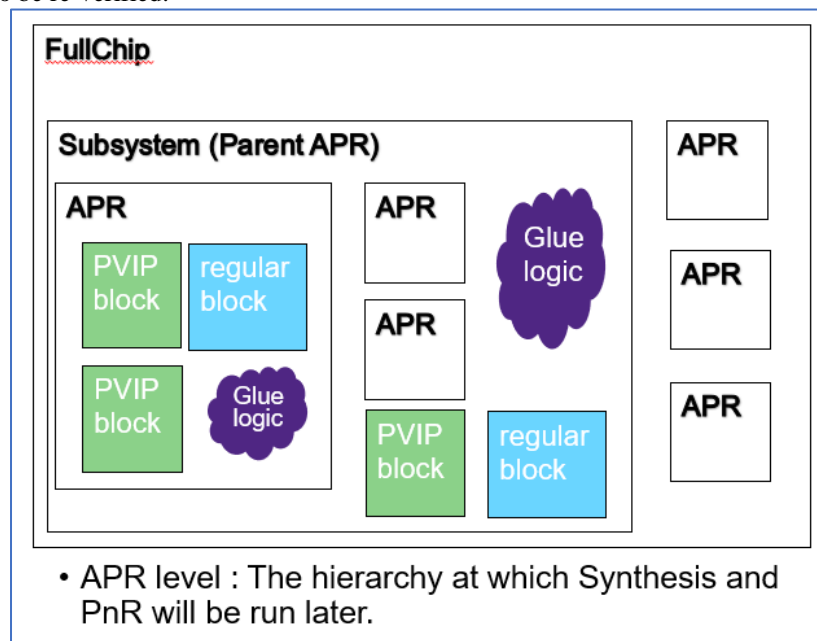 FullChip
Subsystem (Parent APR)
APR
PVIP
block
regular
block
PVIP
block
Glue
logic
APR
APR
PVIP
block
Glue
logic
regular
block
APR
APR
APR
• APR level : The hierarchy at which Synthesis and
PnR will be run later.